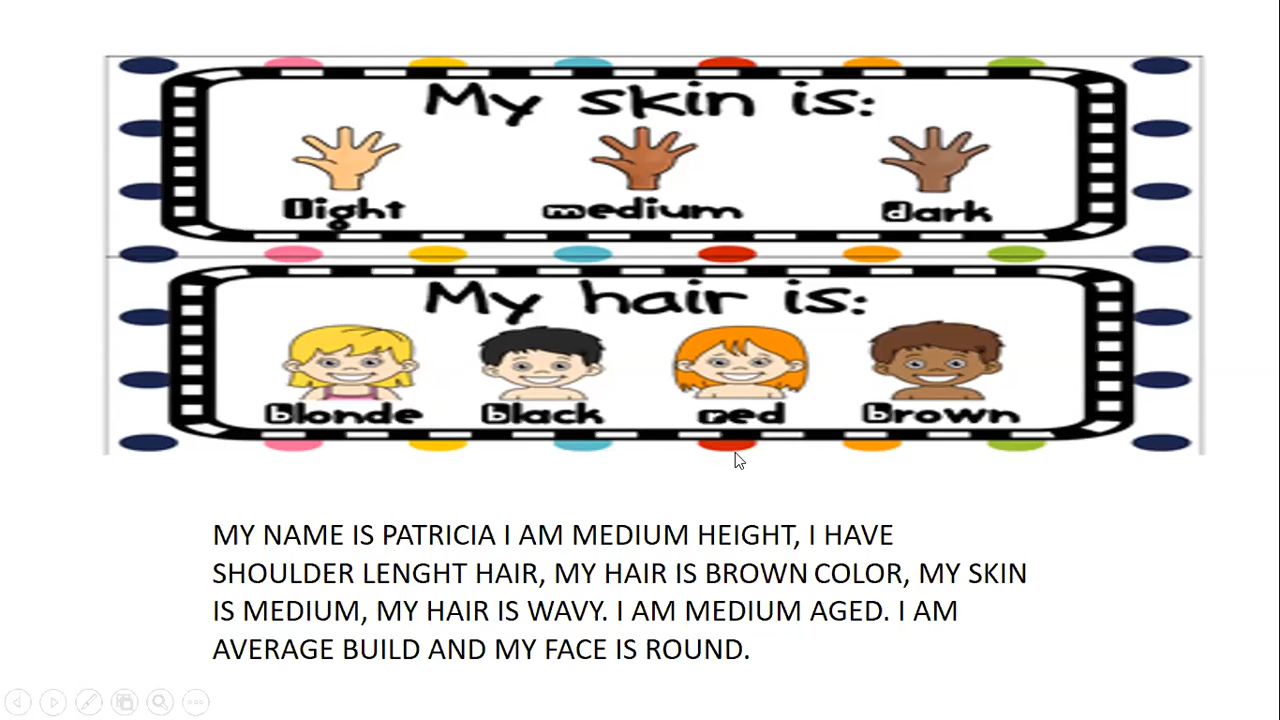 My skin is:
light medium dark
My hair is:
blonde black red brown
MY NAME IS PATRICIA I AM MEDIUM HEIGHT, I HAVE
SHOULDER LENGHT HAIR, MY HAIR IS BROWN COLOR, MY SKIN
IS MEDIUM, MY HAIR IS WAVY. I AM MEDIUM AGED. I AM
AVERAGE BUILD AND MY FACE IS ROUND.